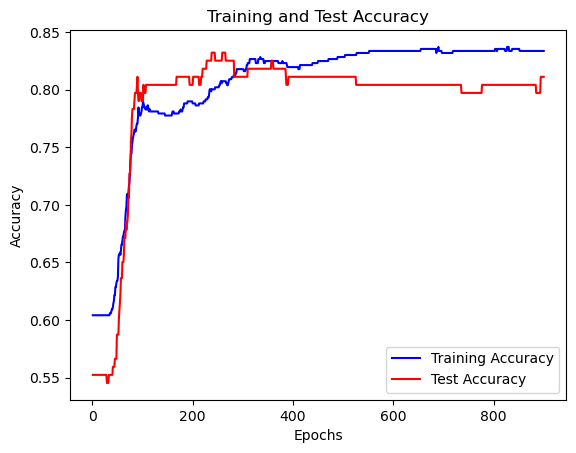 Training and Test Accuracy
0.85
0.80
0.75
0.70
0.65
0.60
0.55
Accuracy
0 200 400 600 800
Epochs
Training Accuracy
Test Accuracy